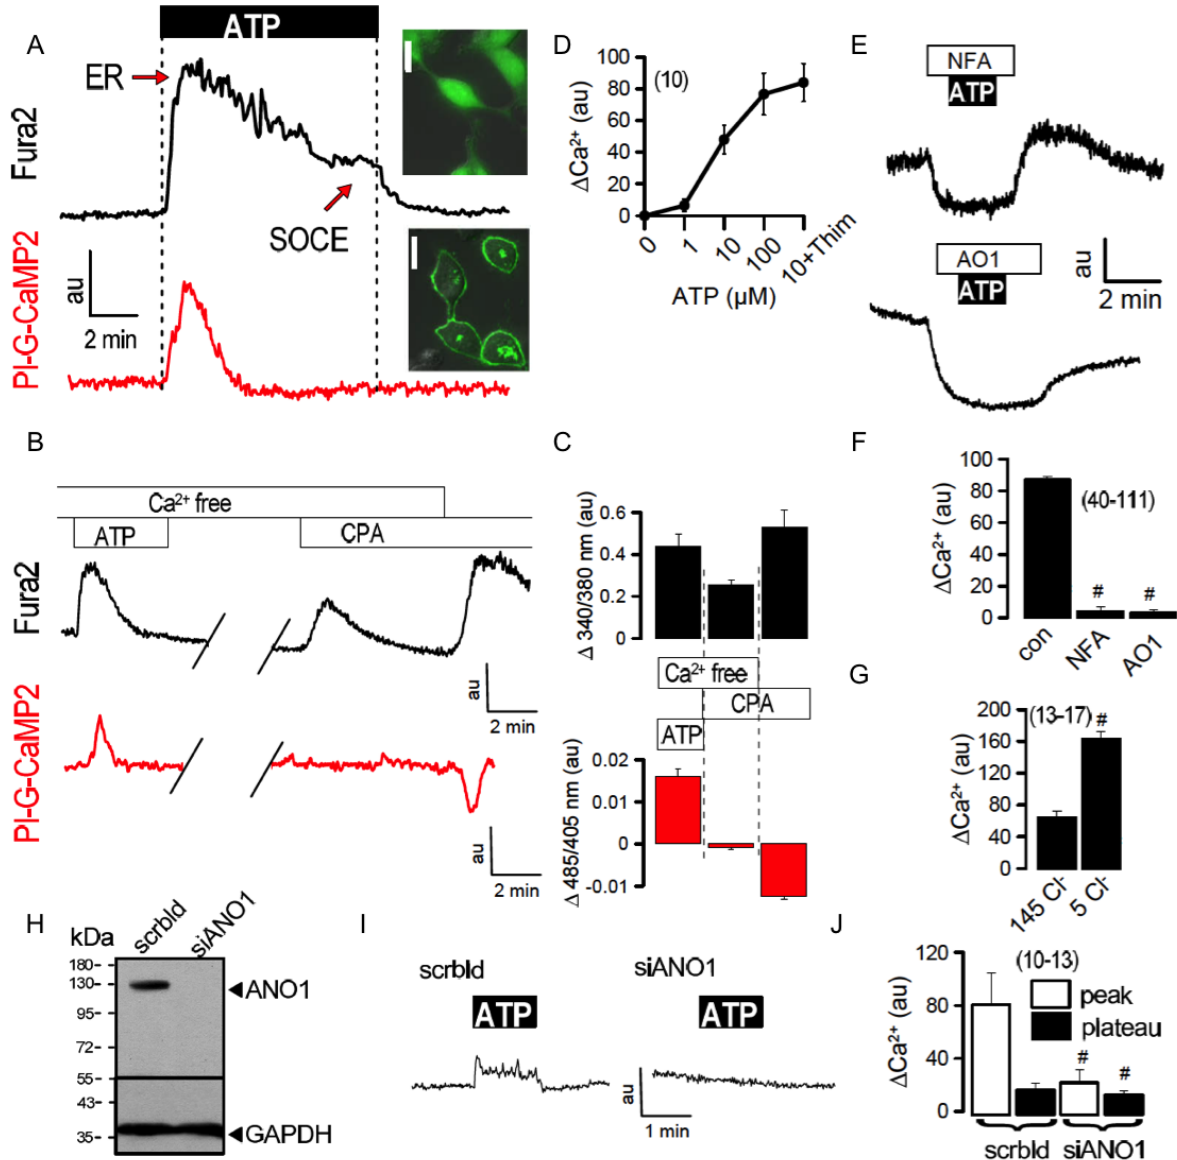 A
ATP
ER
Fura2
SOCE
au
2 min
PI-G-CaMP2
D
ΔCa²⁺ (au)
100
80
60
40
20
0
(10)
0
1
10
100
10+Thim
ATP (µM)
E
NFA
ATP
AO1
ATP
2 min
B
Ca²⁺ free
ATP
CPA
Fura2
au
2 min
PI-G-CaMP2
au
2 min
C
Δ 340/380 nm (au)
0.6
0.4
0.2
0
Ca²⁺ free
CPA
ATP
Δ 485/405 nm (au)
0.02
0.01
0
-0.01
F
ΔCa²⁺ (au)
100
80
60
40
20
0
(40-111)
#
#
con
NFA
AO1
G
ΔCa²⁺ (au)
200
160
120
80
40
0
(13-17)
#
145 Cl-
5 Cl-
H
kDa
scrbld
siANO1
180-
130-
95-
72-
55-
43-
35-
ANO1
GAPDH
I
scrbld
siANO1
ATP
ATP
au
1 min
J
ΔCa²⁺ (au)
120
80
40
0
(10-13)
peak
plateau
#
#
scrbld
siANO1